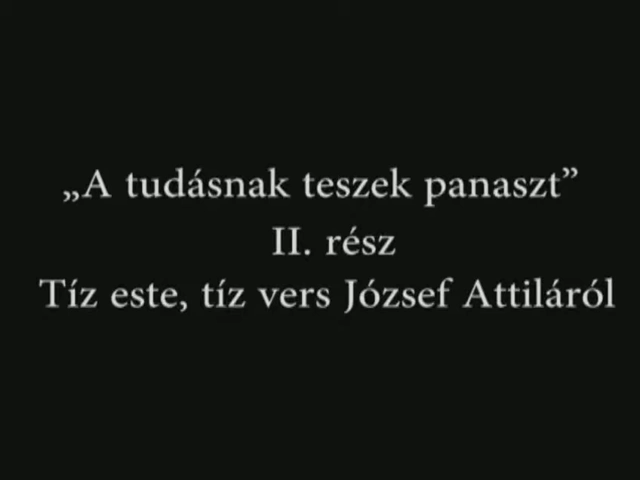 „A tudásnak teszek panaszt”
II. rész
Tíz este, tíz vers József Attiláról